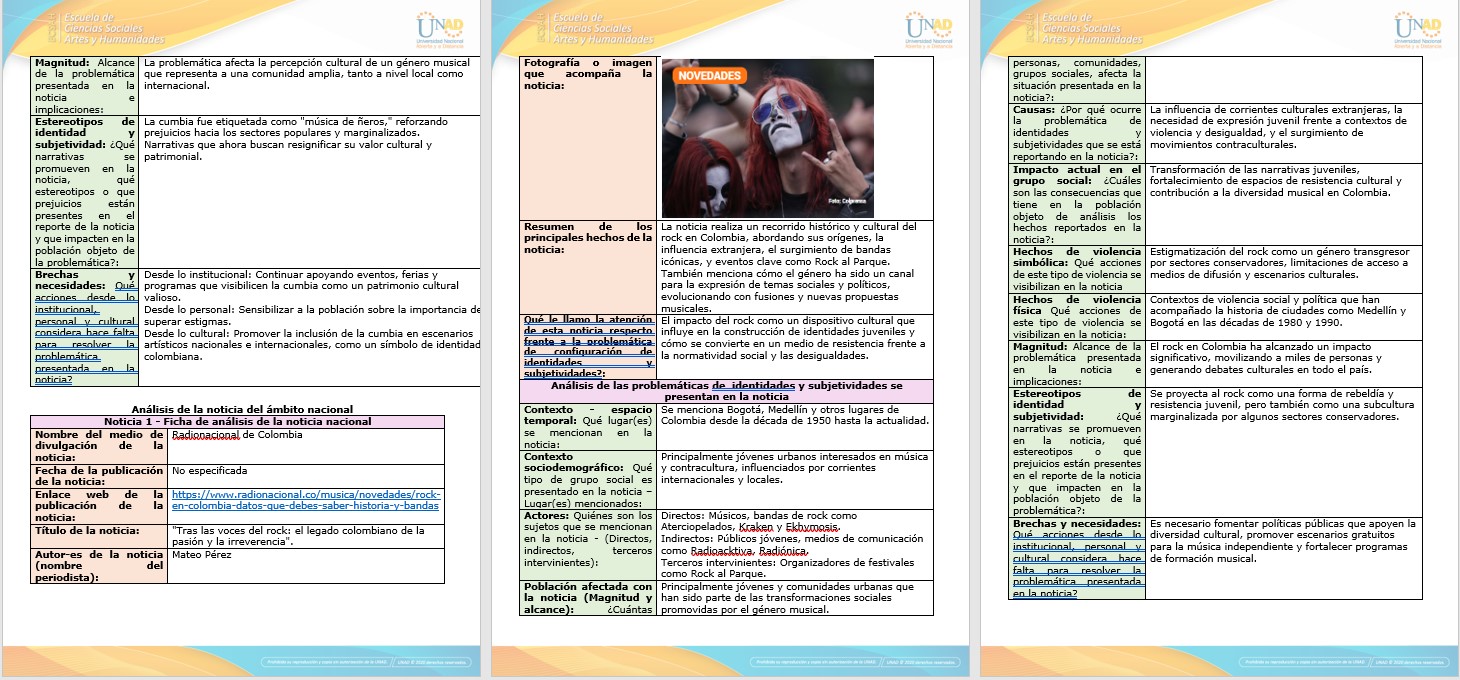 Escuela de
Ciencias Sociales
Artes y Humanidades
UNAD
Universidad Nacional
Abierta y a Distancia
Magnitud: Alcance
de la problemática
presentada en la
noticia e
implicaciones:
La problemática afecta la percepción cultural de un género musical
que representa a una comunidad amplia, tanto a nivel local como
internacional.
Estereotipos de
identidad y
subjetividad: ¿Qué
narrativas se
promueven en la
noticia, qué
estereotipos o que
prejuicios están
presentes en el
reporte de la noticia
y que impacten en la
población objeto de
la problemática?:
La cumbia fue etiquetada como "música de ñeros," reforzando
prejuicios hacia los sectores populares y marginalizados.
Narrativas que ahora buscan resignificar su valor cultural y
patrimonial.
Brechas y
necesidades: Qué
acciones desde lo
institucional,
personal y cultural
considera hace falta
para resolver la
problemática
presentada en la
noticia?
Desde lo institucional: Continuar apoyando eventos, ferias y
programas que visibilicen la cumbia como un patrimonio cultural
valioso.
Desde lo personal: Sensibilizar a la población sobre la importancia de
superar estigmas.
Desde lo cultural: Promover la inclusión de la cumbia en escenarios
artísticos nacionales e internacionales, como un símbolo de identidad
colombiana.
Análisis de la noticia del ámbito nacional
Noticia 1 - Ficha de análisis de la noticia nacional
Nombre del medio de
divulgación de la
noticia:
Radionacional de Colombia
Fecha de la publicación
de la noticia:
No especificada
Enlace web de la
publicación de la
noticia:
https://www.radionacional.co/musica/novedades/rock-
en-colombia-datos-que-debes-saber-historia-y-bandas
Título de la noticia:
"Tras las voces del rock: el legado colombiano de la
pasión y la irreverencia".
Autor-es de la noticia
(nombre del
periodista):
Mateo Pérez
Prohibida su reproducción y copia sin autorización de la UNAD
UNAD © 2020 derechos reservados
Escuela de
Ciencias Sociales
Artes y Humanidades
UNAD
Universidad Nacional
Abierta y a Distancia
Fotografía o imagen
que acompaña la
noticia:
NOVEDADES
Foto: Colprensa
Resumen de los
principales hechos de la
noticia:
La noticia realiza un recorrido histórico y cultural del
rock en Colombia, abordando sus orígenes, la
influencia extranjera, el surgimiento de bandas
icónicas, y eventos clave como Rock al Parque.
También menciona cómo el género ha sido un canal
para la expresión de temas sociales y políticos,
evolucionando con fusiones y nuevas propuestas
musicales.
Qué le llamo la atención
de esta noticia respecto
frente a la problemática
de configuración de
identidades y
subjetividades?:
El impacto del rock como un dispositivo cultural que
influye en la construcción de identidades juveniles y
cómo se convierte en un medio de resistencia frente a
la normatividad social y las desigualdades.
Análisis de las problemáticas de identidades y subjetividades se
presentan en la noticia
Contexto - espacio
temporal: Qué lugar(es)
se mencionan en la
noticia:
Se menciona Bogotá, Medellín y otros lugares de
Colombia desde la década de 1950 hasta la actualidad.
Contexto
sociodemográfico: Qué
tipo de grupo social es
presentado en la noticia –
Lugar(es) mencionados:
Principalmente jóvenes urbanos interesados en música
y contracultura, influenciados por corrientes
internacionales y locales.
Actores: Quiénes son los
sujetos que se mencionan
en la noticia - (Directos,
indirectos, terceros
intervinientes):
Directos: Músicos, bandas de rock como
Aterciopelados, Kraken y Ekhymosis.
Indirectos: Públicos jóvenes, medios de comunicación
como Radioacktiva, Radiónica.
Terceros intervinientes: Organizadores de festivales
como Rock al Parque.
Población afectada con
la noticia (Magnitud y
alcance): ¿Cuántas
Principalmente jóvenes y comunidades urbanas que
han sido parte de las transformaciones sociales
promovidas por el género musical.
Prohibida su reproducción y copia sin autorización de la UNAD
UNAD © 2020 derechos reservados
Escuela de
Ciencias Sociales
Artes y Humanidades
UNAD
Universidad Nacional
Abierta y a Distancia
personas, comunidades,
grupos sociales, afecta la
situación presentada en la
noticia?:
Causas: ¿Por qué ocurre
la problemática de
identidades y
subjetividades que se está
reportando en la noticia?:
La influencia de corrientes culturales extranjeras, la
necesidad de expresión juvenil frente a contextos de
violencia y desigualdad, y el surgimiento de
movimientos contraculturales.
Impacto actual en el
grupo social: ¿Cuáles
son las consecuencias que
tiene en la población
objeto de análisis los
hechos reportados en la
noticia?:
Transformación de las narrativas juveniles,
fortalecimiento de espacios de resistencia cultural y
contribución a la diversidad musical en Colombia.
Hechos de violencia
simbólica: Qué acciones
de este tipo de violencia se
visibilizan en la noticia
Estigmatización del rock como un género transgresor
por sectores conservadores, limitaciones de acceso a
medios de difusión y escenarios culturales.
Hechos de violencia
física Qué acciones de
este tipo de violencia se
visibilizan en la noticia:
Contextos de violencia social y política que han
acompañado la historia de ciudades como Medellín y
Bogotá en las décadas de 1980 y 1990.
Magnitud: Alcance de la
problemática presentada
en la noticia e
implicaciones:
El rock en Colombia ha alcanzado un impacto
significativo, movilizando a miles de personas y
generando debates culturales en todo el país.
Estereotipos de
identidad y
subjetividad: ¿Qué
narrativas se promueven
en la noticia, qué
estereotipos o que
prejuicios están presentes
en el reporte de la noticia
y que impacten en la
población objeto de la
problemática?:
Se proyecta al rock como una forma de rebeldía y
resistencia juvenil, pero también como una subcultura
marginalizada por algunos sectores conservadores.
Brechas y necesidades:
Qué acciones desde lo
institucional, personal y
cultural considera hace
falta para resolver la
problemática presentada
en la noticia?
Es necesario fomentar políticas públicas que apoyen la
diversidad cultural, promover escenarios gratuitos
para la música independiente y fortalecer programas
de formación musical.
Prohibida su reproducción y copia sin autorización de la UNAD
UNAD © 2020 derechos reservados